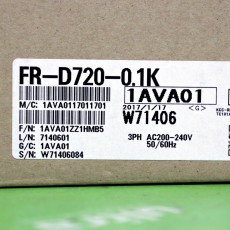 FR-D720-0.1K
1AVA01
M/C: 1AVA0117011701
2017/1/17 <G>
W71406
F/N: 1AVA01ZZ1HMB5
L/N: 7140601
G/C: 1AVA01
S/N: W71406084
3PH AC200-240V
50/60Hz